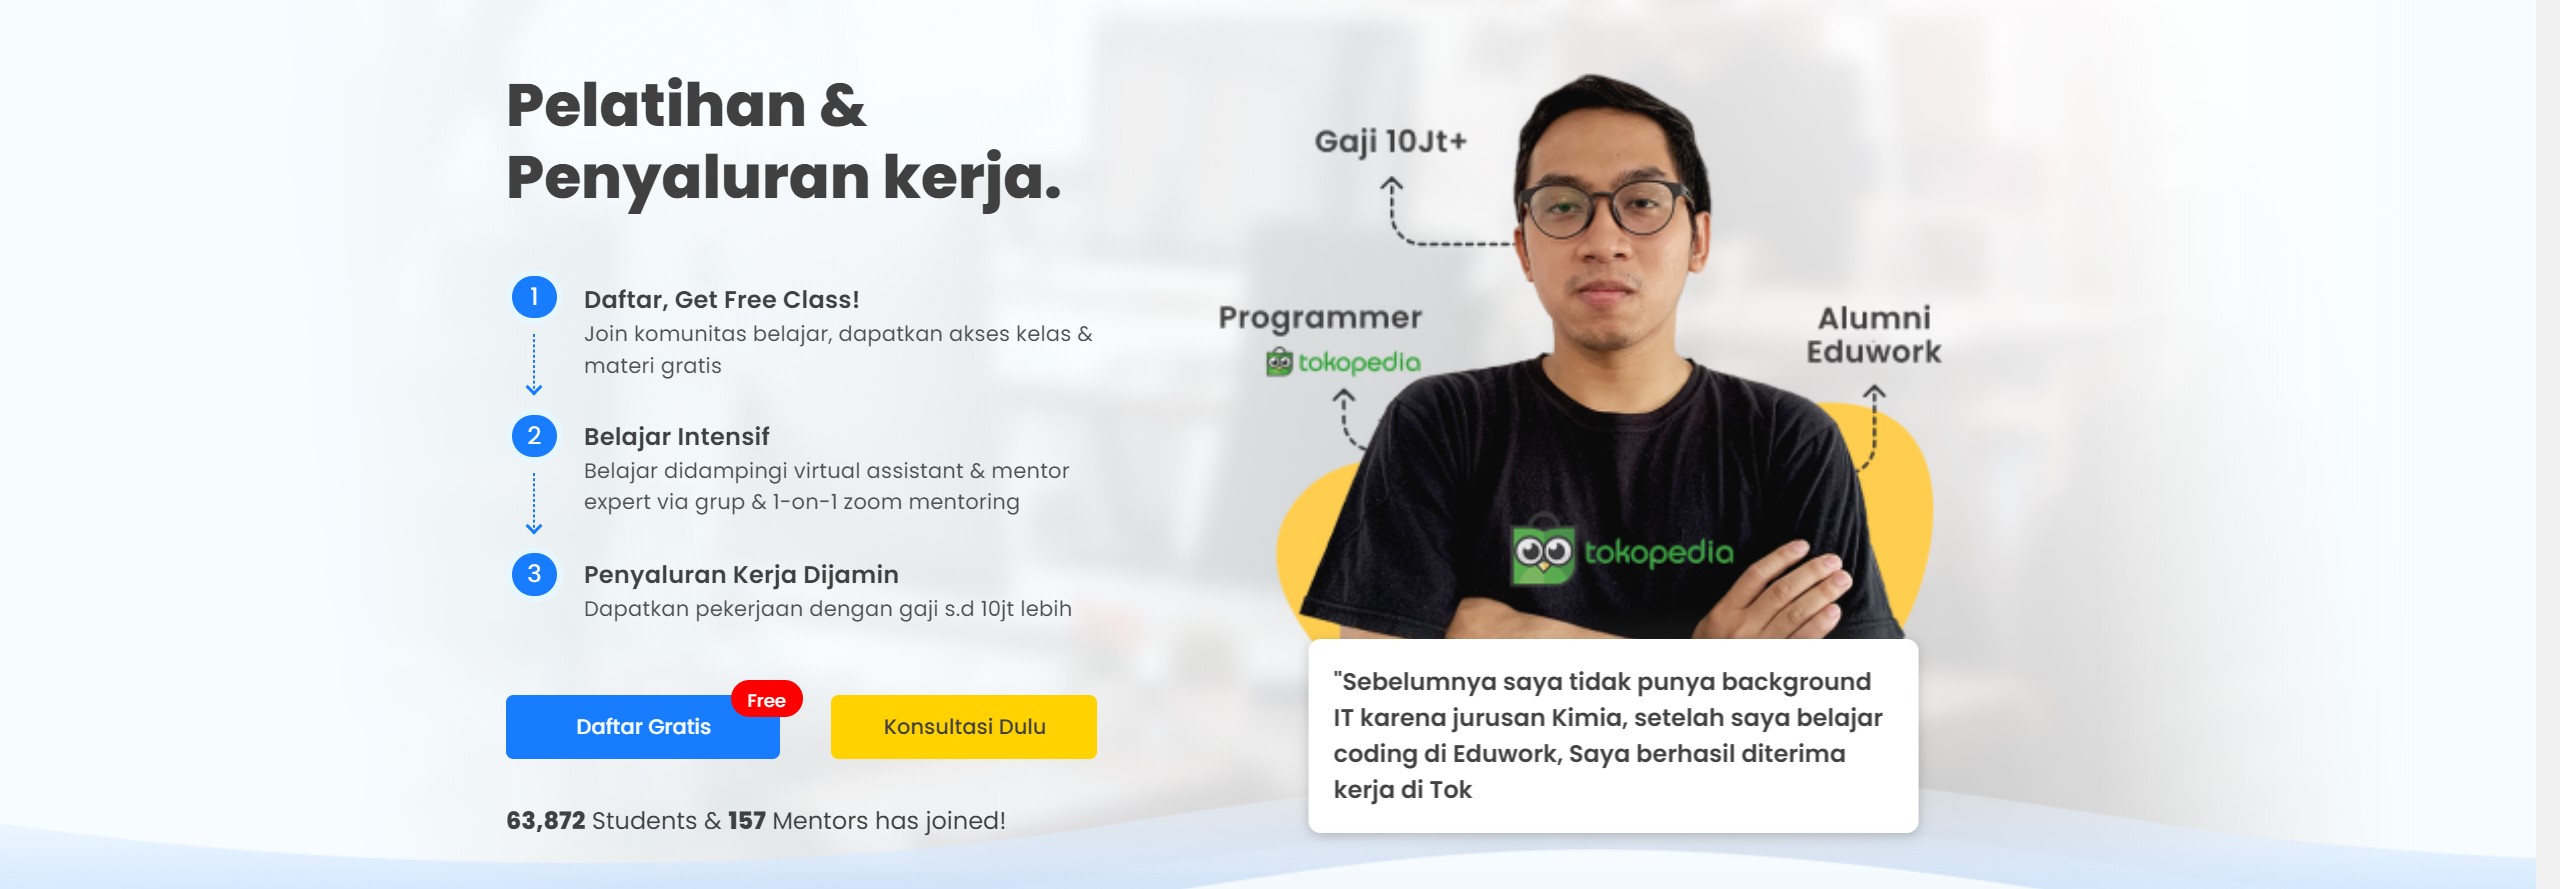 Pelatihan &
Penyaluran kerja.
1
Daftar, Get Free Class!
Join komunitas belajar, dapatkan akses kelas &
materi gratis
2
Belajar Intensif
Belajar didampingi virtual assistant & mentor
expert via grup & 1-on-1 zoom mentoring
3
Penyaluran Kerja Dijamin
Dapatkan pekerjaan dengan gaji s.d 10jt lebih
Free
Daftar Gratis
Konsultasi Dulu
63,872 Students & 157 Mentors has joined!
Gaji 10Jt+
Programmer
tokopedia
Alumni
Eduwork
tokopedia
"Sebelumnya saya tidak punya background
IT karena jurusan Kimia, setelah saya belajar
coding di Eduwork, Saya berhasil diterima
kerja di Tok